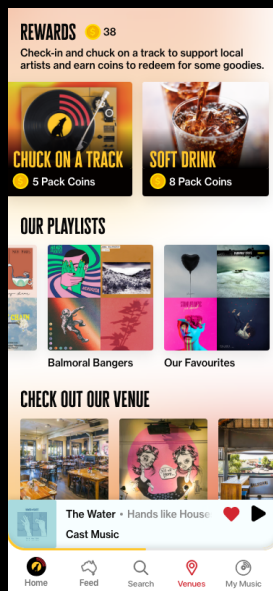 REWARDS 38
Check-in and chuck on a track to support local
artists and earn coins to redeem for some goodies.
CHUCK ON A TRACK
5 Pack Coins
SOFT DRINK
8 Pack Coins
OUR PLAYLISTS
Balmoral Bangers
Our Favourites
CHECK OUT OUR VENUE
The Water • Hands like House
Cast Music
Home
Feed
Search
Venues
My Music